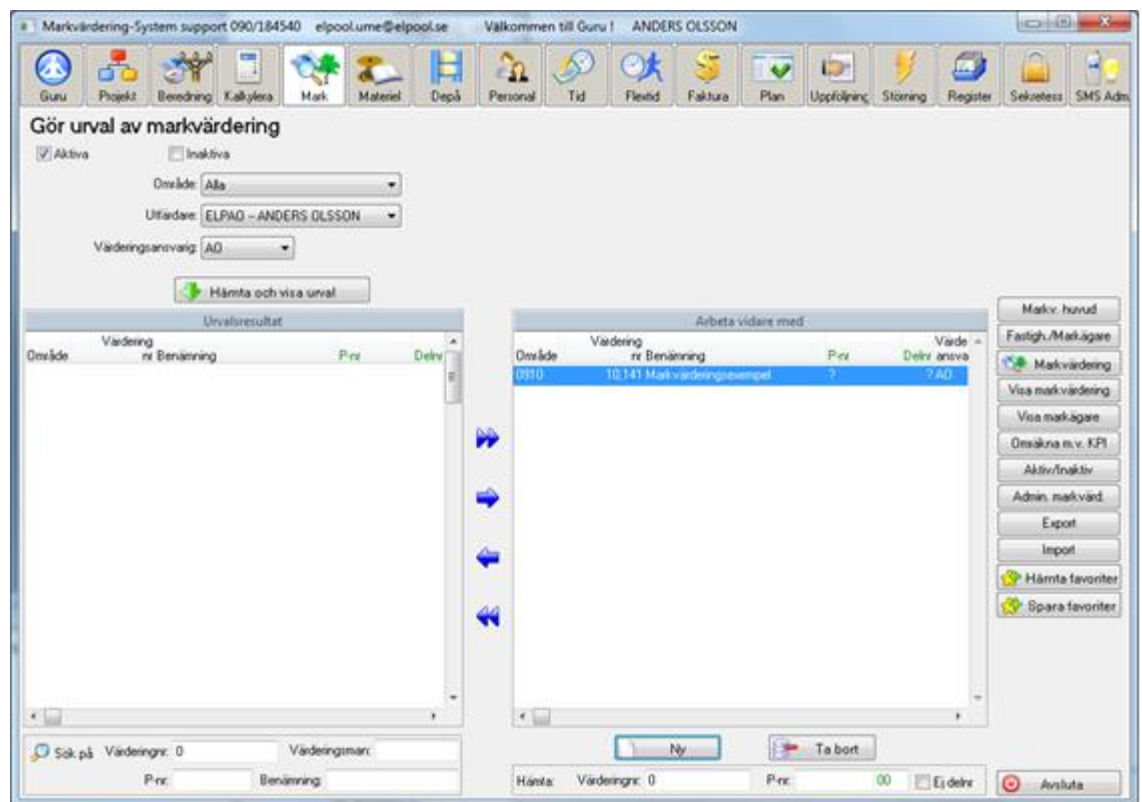 Markvärdering-System support 090/184540 elpool.ume@elpool.se Välkommen till Guru ! ANDERS OLSSON
Guru Projekt Beredning Kalkylera Mark Materiel Depå Personal Tid Flextid Faktura Plan Uppföljning Störning Register Sekretess SMS Adm
Gör urval av markvärdering
Aktiva Inaktiva
Område: Alla
Utfärdare: ELPAO – ANDERS OLSSON
Värderingsansvarig: AO
Hämta och visa urval
Urvalsresultat
Värdering
Område nr Benämning P-nr Delnr
Arbeta vidare med
Värdering Värde
Område nr Benämning P-nr Delnr ansva
0910 10.141 Markvärderingsexempel ? ? AO
Markv. huvud
Fastigh./Markägare
Markvärdering
Visa markvärdering
Visa markägare
Omräkna m.v. KPI
Aktiv/Inaktiv
Admin. markvärd.
Export
Import
Hämta favoriter
Spara favoriter
Sök på Värderingnr: 0 Värderingsman:
P-nr: Benämning:
Ny Ta bort
Hämta: Värderingnr: 0 P-nr: 00 Ej delnr
Avsluta